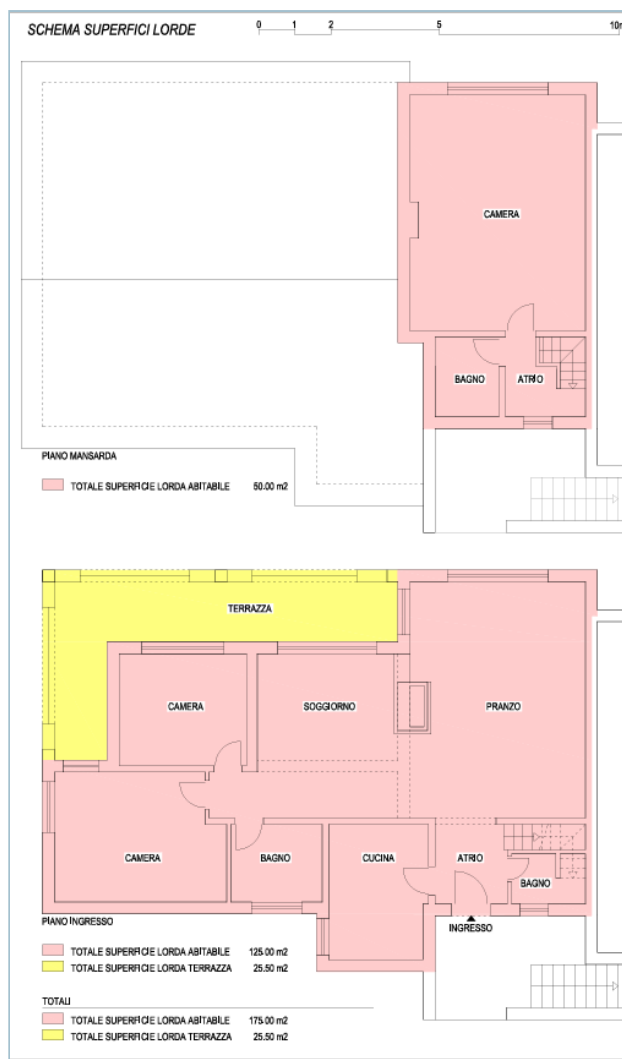 SCHEMA SUPERFICI LORDE
0 1 2 5 10m
CAMERA
BAGNO ATRIO
PIANO MANSARDA
TOTALE SUPERFICIE LORDA ABITABILE 50.00 m2
TERRAZZA
CAMERA SOGGIORNO PRANZO
CAMERA BAGNO CUCINA ATRIO
BAGNO
INGRESSO
PIANO INGRESSO
TOTALE SUPERFICIE LORDA ABITABILE 125.00 m2
TOTALE SUPERFICIE LORDA TERRAZZA 25.50 m2
TOTALI
TOTALE SUPERFICIE LORDA ABITABILE 175.00 m2
TOTALE SUPERFICIE LORDA TERRAZZA 25.50 m2